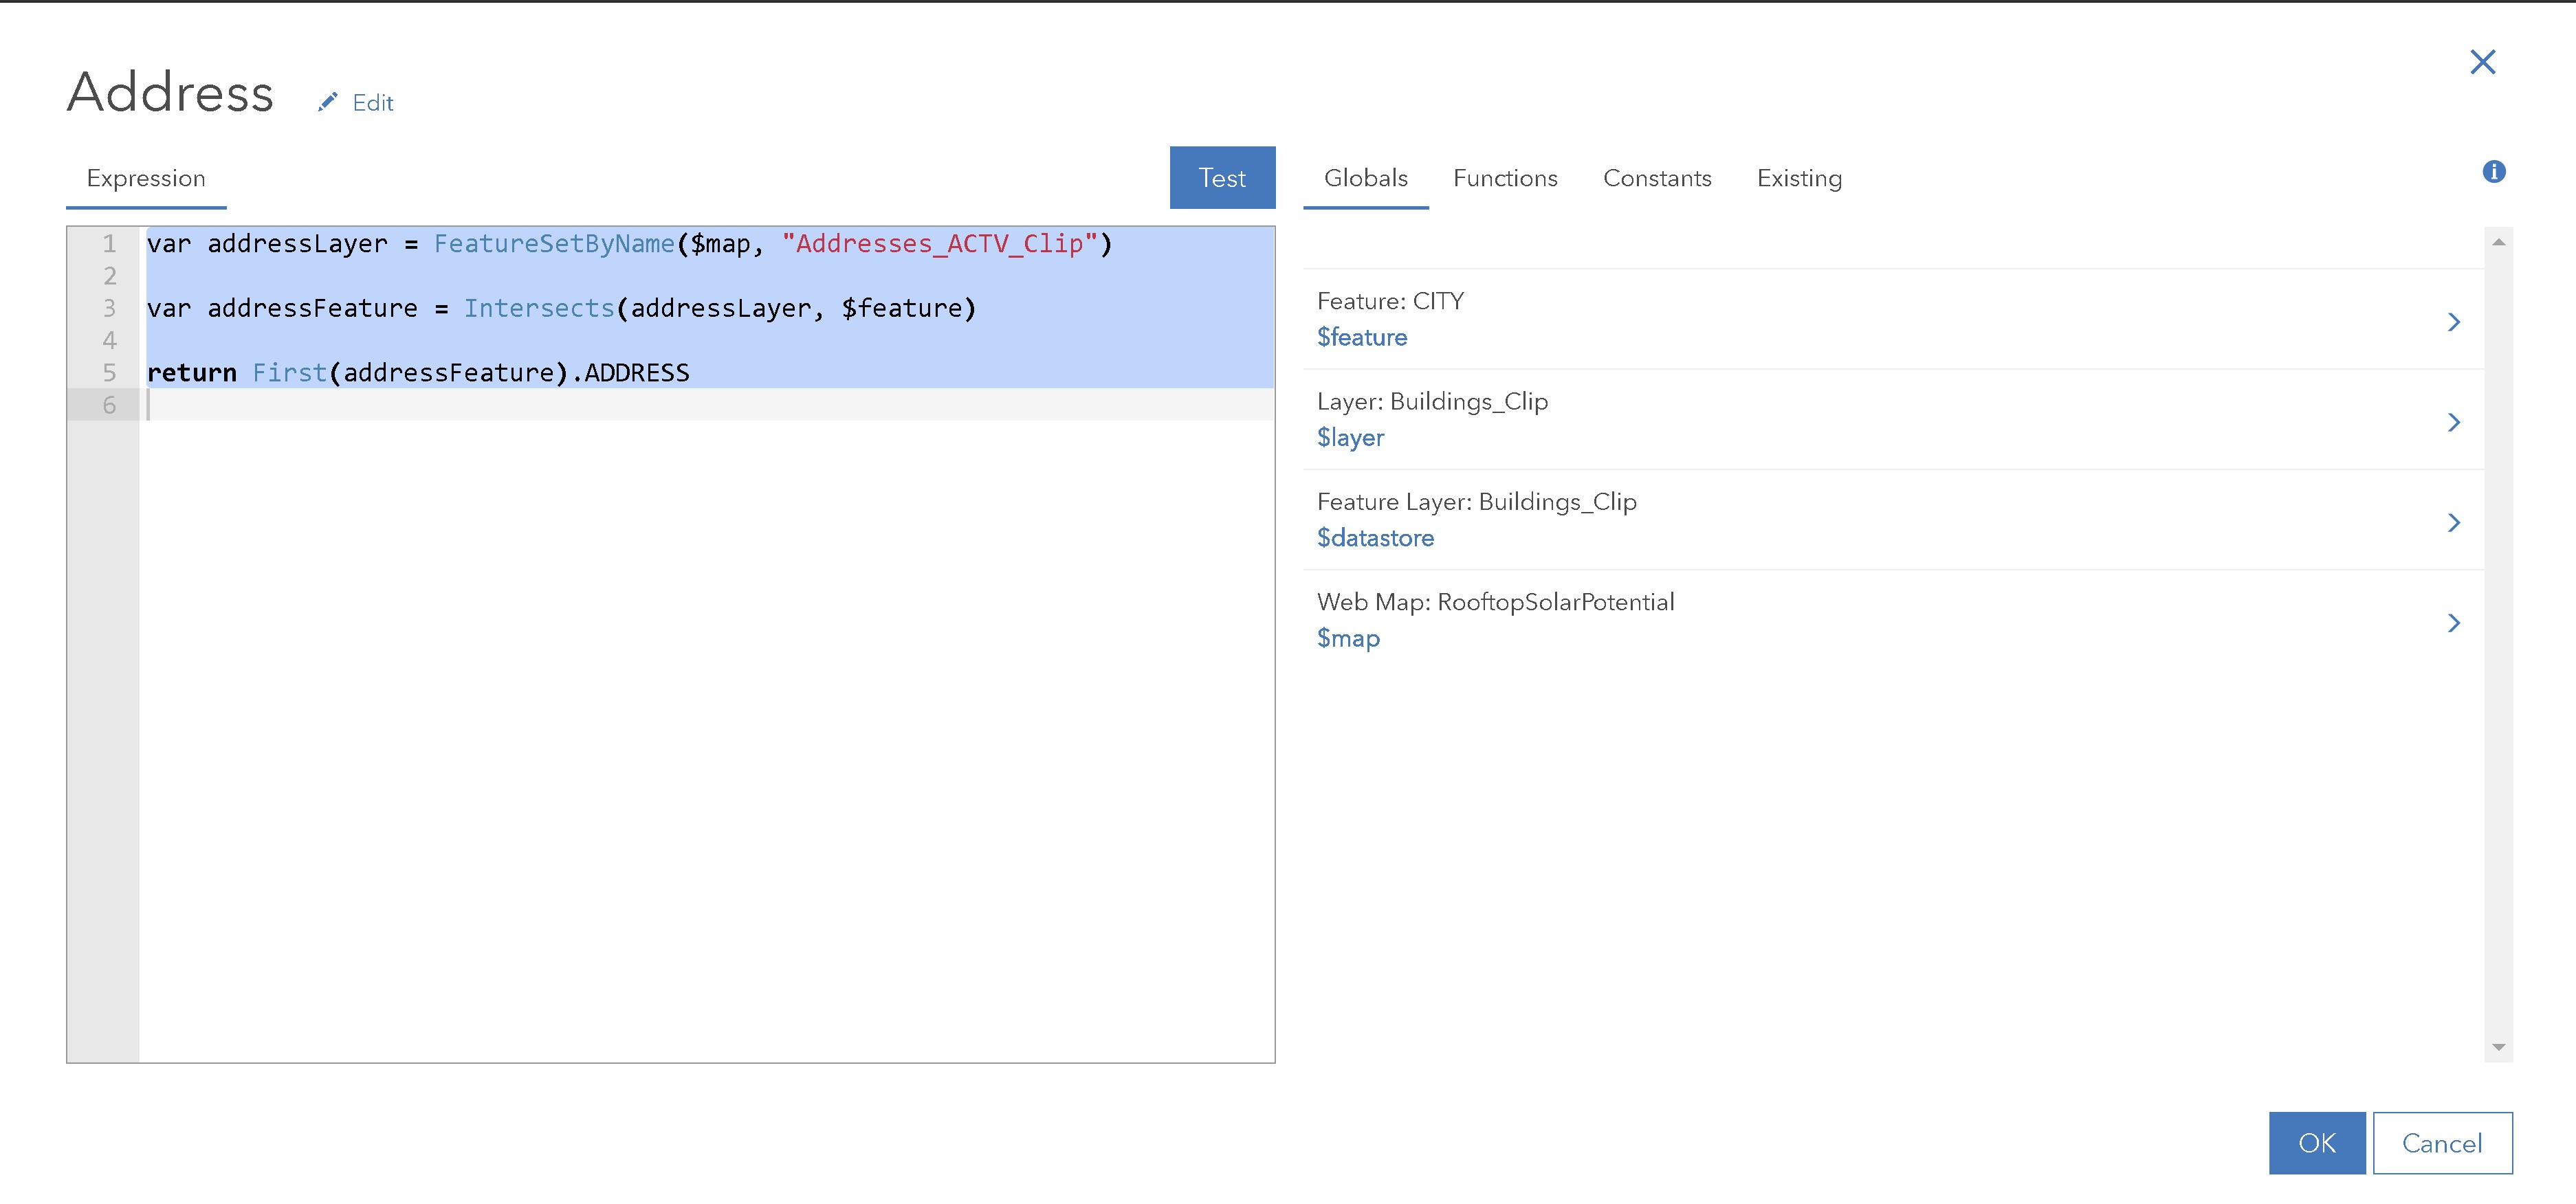 Address
Edit
Expression
Test
Globals
Functions
Constants
Existing
1 var addressLayer = FeatureSetByName($map, "Addresses_ACTV_Clip")
2
3 var addressFeature = Intersects(addressLayer, $feature)
4
5 return First(addressFeature).ADDRESS
6
Feature: CITY
$feature
Layer: Buildings_Clip
$layer
Feature Layer: Buildings_Clip
$datastore
Web Map: RooftopSolarPotential
$map
OK
Cancel